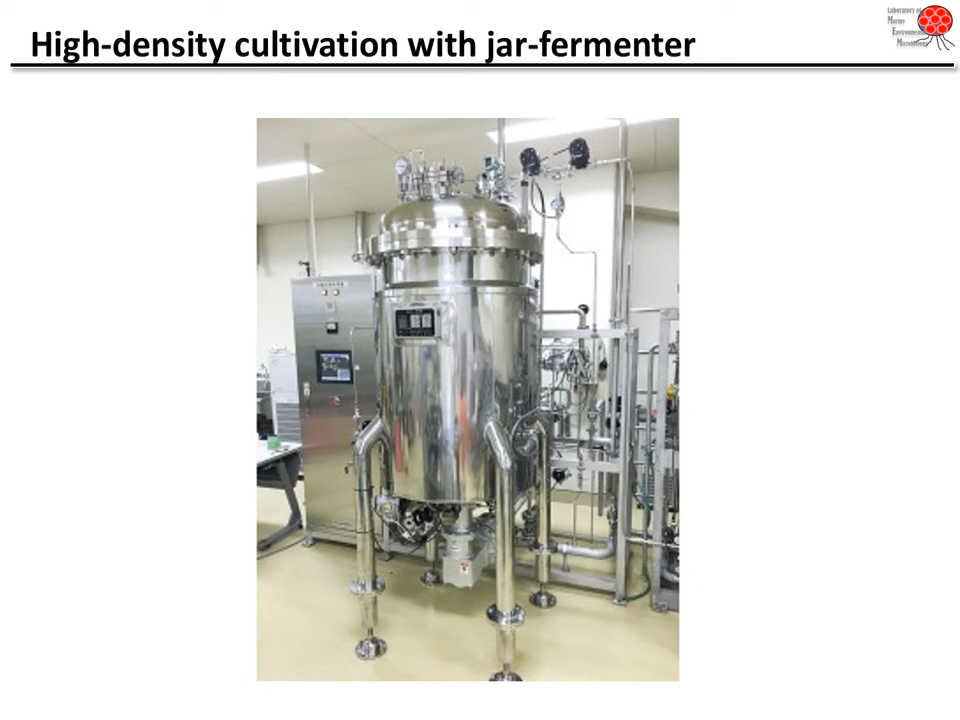 High-density cultivation with jar-fermenter
Laboratory of
Marine
Environmental
Microbiology